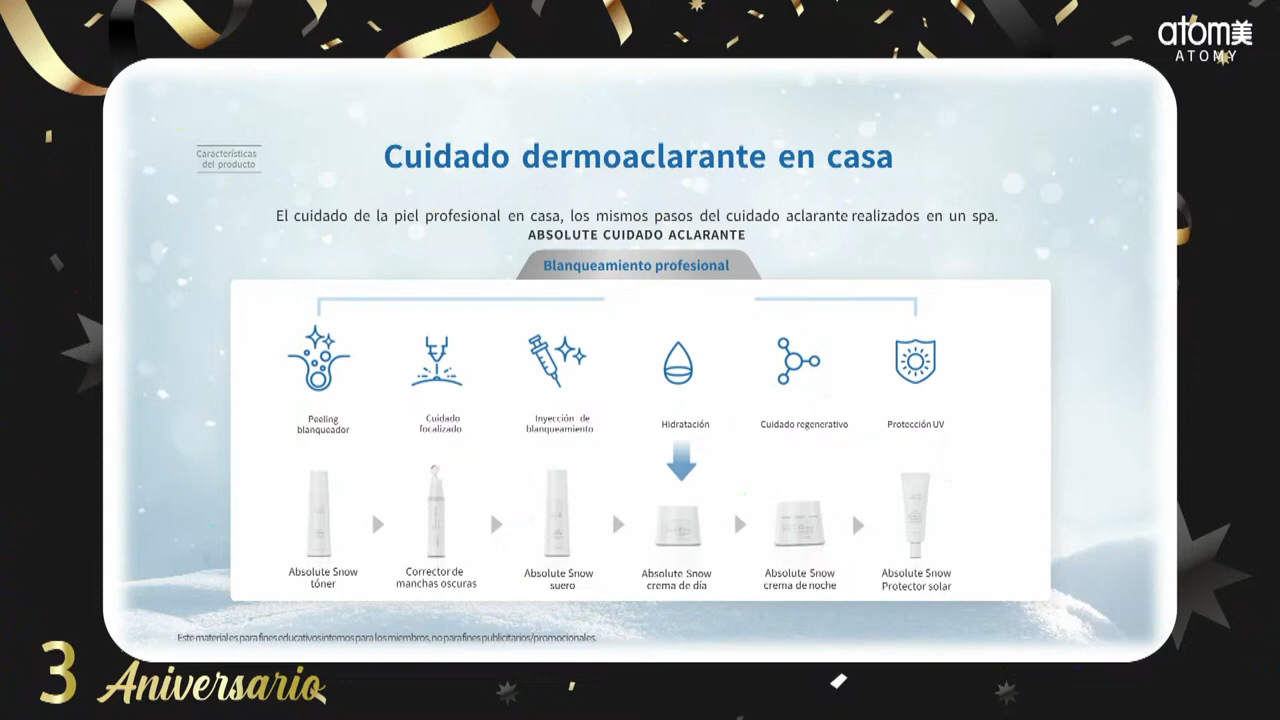 atom美
ATOMY
Características
del producto
Cuidado dermoaclarante en casa
El cuidado de la piel profesional en casa, los mismos pasos del cuidado aclarante realizados en un spa.
ABSOLUTE CUIDADO ACLARANTE
Blanqueamiento profesional
Peeling
blanqueador
Cuidado
focalizado
Inyección de
blanqueamiento
Hidratación
Cuidado regenerativo
Protección UV
Absolute Snow
tóner
Corrector de
manchas oscuras
Absolute Snow
suero
Absolute Snow
crema de día
Absolute Snow
crema de noche
Absolute Snow
Protector solar
Este material es para fines educativos internos para los miembros, no para fines publicitarios/promocionales.
3 Aniversario